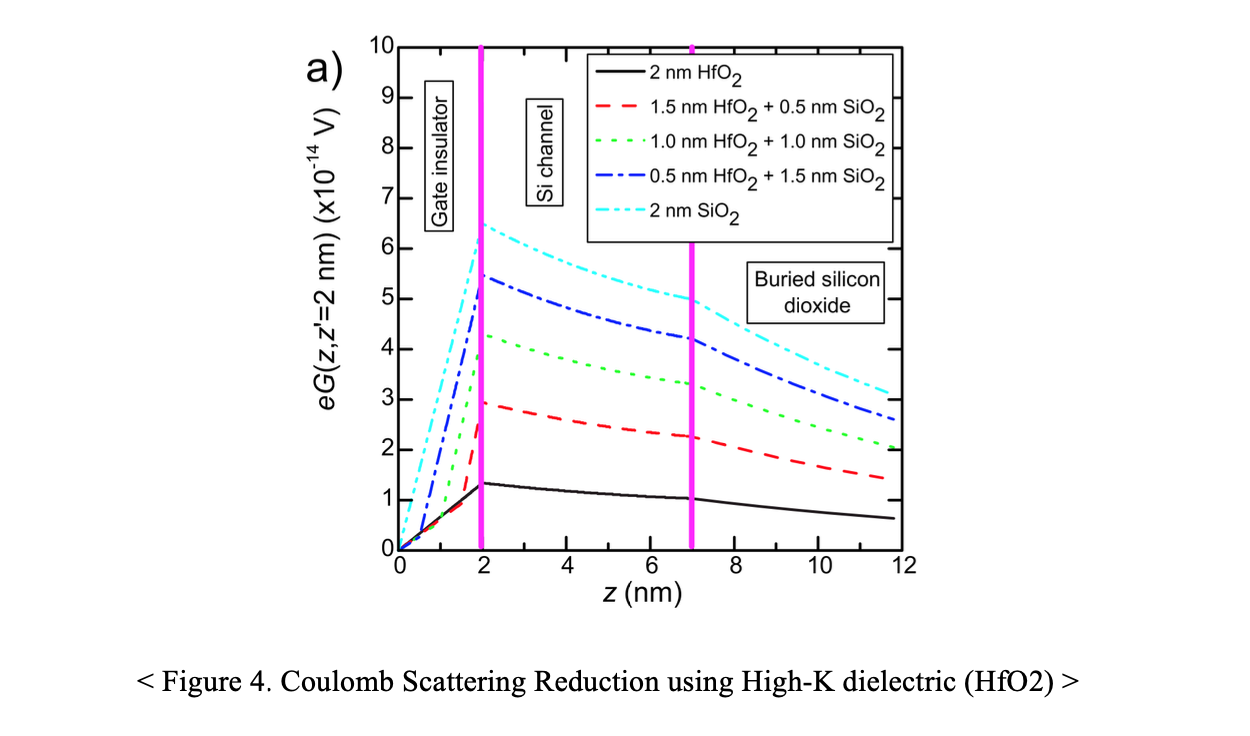 a)
eG(z,z'=2 nm) (x10⁻¹⁴ V)
10
9
8
7
6
5
4
3
2
1
0
Gate insulator
Si channel
2 nm HfO₂
1.5 nm HfO₂ + 0.5 nm SiO₂
1.0 nm HfO₂ + 1.0 nm SiO₂
0.5 nm HfO₂ + 1.5 nm SiO₂
2 nm SiO₂
Buried silicon
dioxide
0 2 4 6 8 10 12
z (nm)
< Figure 4. Coulomb Scattering Reduction using High-K dielectric (HfO2) >